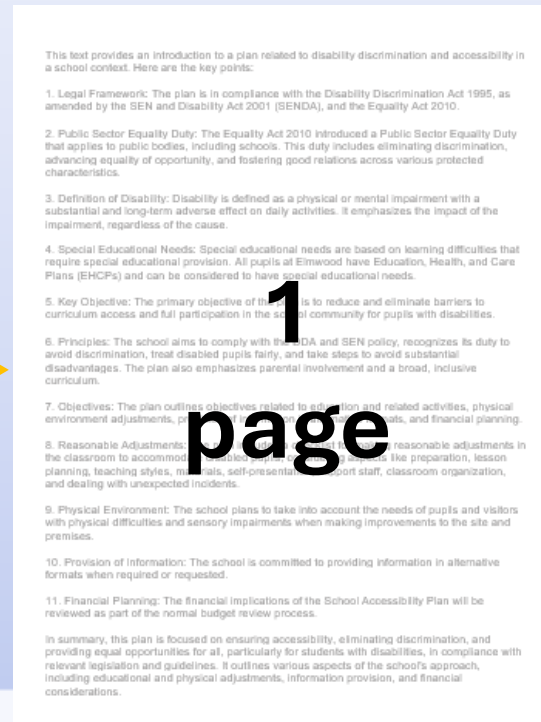 This text provides an introduction to a plan related to disability discrimination and accessibility in
a school context. Here are the key points:
1. Legal Framework: The plan is in compliance with the Disability Discrimination Act 1995, as
amended by the SEN and Disability Act 2001 (SENDA), and the Equality Act 2010.
2. Public Sector Equality Duty: The Equality Act 2010 introduced a Public Sector Equality Duty
that applies to public bodies, including schools. This duty includes eliminating discrimination,
advancing equality of opportunity, and fostering good relations across various protected
characteristics.
3. Definition of Disability: Disability is defined as a physical or mental impairment with a
substantial and long-term adverse effect on daily activities. It emphasizes the impact of the
impairment, regardless of the cause.
4. Special Educational Needs: Special educational needs are based on learning difficulties that
require special educational provision. All pupils at Elmwood have Education, Health, and Care
Plans (EHCPs) and can be considered to have special educational needs.
5. Key Objective: The primary objective of the is to reduce and eliminate barriers to
curriculum access and full participation in the community for pupils with disabilities.
6. Principles: The school aims to comply with the DDA and SEN policy, recognizes its duty to
avoid discrimination, treat disabled pupils fairly, and take steps to avoid substantial
disadvantages. The plan also emphasizes parental involvement and a broad, inclusive
curriculum.
7. Objectives: The plan outlines objectives related to education and related activities, physical
environment adjustments, and financial planning.
8. Reasonable Adjustments: reasonable adjustments in
the classroom to aspects like preparation, lesson
planning, teaching styles, materials, support staff, classroom organization,
and dealing with unexpected incidents.
9. Physical Environment: The school plans to take into account the needs of pupils and visitors
with physical difficulties and sensory impairments when making improvements to the site and
premises.
10. Provision of Information: The school is committed to providing information in alternative
formats when required or requested.
11. Financial Planning: The financial implications of the School Accessibility Plan will be
reviewed as part of the normal budget review process.
In summary, this plan is focused on ensuring accessibility, eliminating discrimination, and
providing equal opportunities for all, particularly for students with disabilities, in compliance with
relevant legislation and guidelines. It outlines various aspects of the school's approach,
including educational and physical adjustments, information provision, and financial
considerations.
1
page